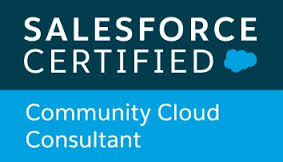 SALESFORCE
CERTIFIED
Community Cloud
Consultant